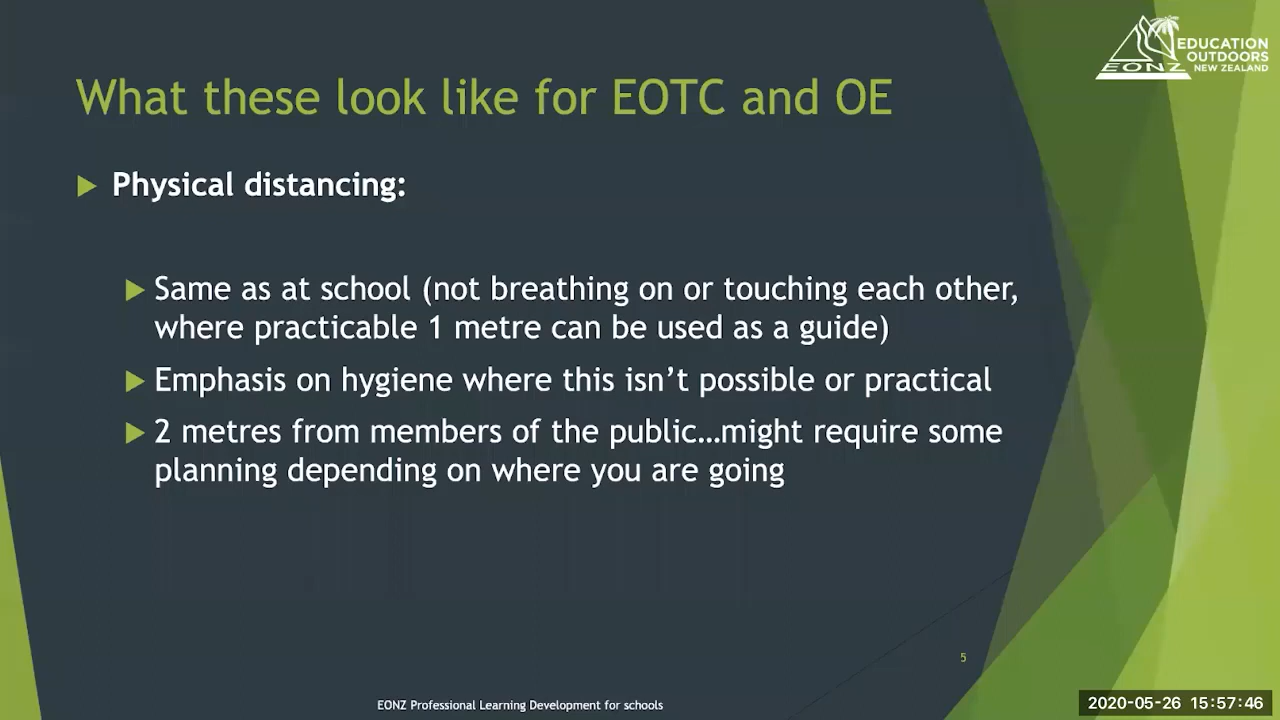 EDUCATION
OUTDOORS
EONZ NEW ZEALAND
What these look like for EOTC and OE
Physical distancing:
Same as at school (not breathing on or touching each other,
where practicable 1 metre can be used as a guide)
Emphasis on hygiene where this isn’t possible or practical
2 metres from members of the public…might require some
planning depending on where you are going
5
EONZ Professional Learning Development for schools
2020-05-26 15:57:46